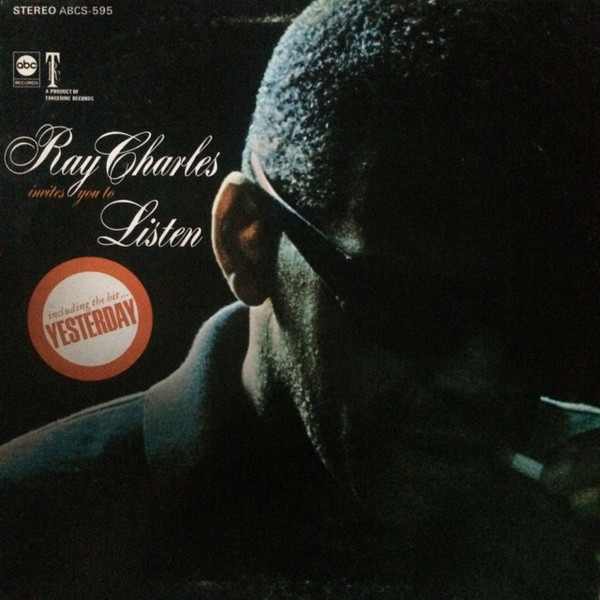 STEREO ABCS-595
abc
RECORDS
T
A PRODUCT OF
TANGERINE RECORDS
Ray Charles
invites you to
Listen
including the hit...
YESTERDAY